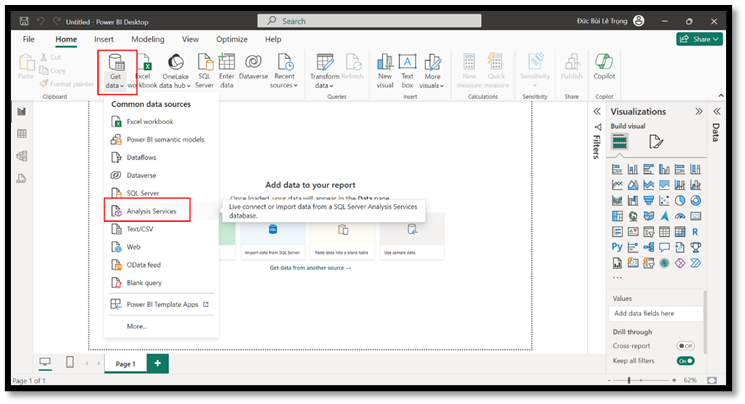 Untitled - Power BI Desktop
Search
Đức Bùi Lê Trọng
File Home Insert Modeling View Optimize Help
Share
Paste
Cut
Copy
Format painter
Clipboard
Get data
Excel workbook
OneLake data hub
SQL Server
Enter data
Dataverse
Recent sources
Transform data
Refresh
Queries
New visual
Text box
More visuals
Insert
New measure
Quick measure
Calculations
Sensitivity
Sensitivity
Publish
Share
Copilot
Copilot
Common data sources
Excel workbook
Power BI semantic models
Dataflows
Dataverse
SQL Server
Analysis Services
Text/CSV
Web
OData feed
Blank query
Power BI Template Apps
More...
Live connect or import data from a SQL Server Analysis Services
database.
Add data to your report
Once loaded, your data will appear in the Data pane.
Import data from SQL Server
Paste data into a blank table
Use sample data
Get data from another source →
Filters
Visualizations
Build visual
R
Py
...
Values
Add data fields here
Drill through
Cross-report
Off
Keep all filters
On
Data
Page 1
Page 1 of 1
62%